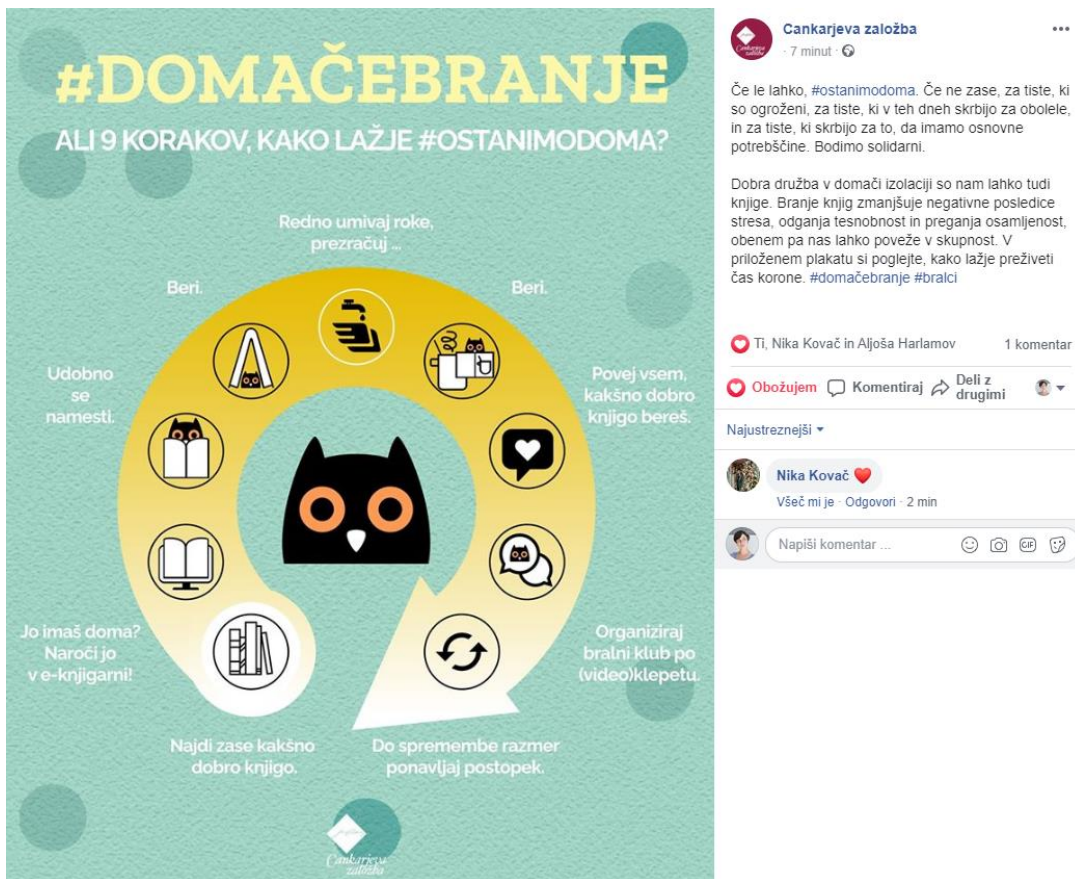 #DOMAČEBRANJE
ALI 9 KORAKOV, KAKO LAŽJE #OSTANIMODOMA?
Redno umivaj roke,
prezračuj ...
Beri.
Beri.
Udobno
se
namesti.
Povej vsem,
kakšno dobro
knjigo bereš.
Jo imaš doma?
Naroči jo
v e-knjigarni!
Organiziraj
bralni klub po
(video)klepetu.
Najdi zase kakšno
dobro knjigo.
Do spremembe razmer
ponavljaj postopek.
Cankarjeva
založba
Cankarjeva založba
· 7 minut ·
Če le lahko, #ostanimodoma. Če ne zase, za tiste, ki
so ogroženi, za tiste, ki v teh dneh skrbijo za obolele,
in za tiste, ki skrbijo za to, da imamo osnovne
potrebščine. Bodimo solidarni.
Dobra družba v domači izolaciji so nam lahko tudi
knjige. Branje knjig zmanjšuje negativne posledice
stresa, odganja tesnobnost in preganja osamljenost,
obenem pa nas lahko poveže v skupnost. V
priloženem plakatu si poglejte, kako lažje preživeti
čas korone. #domačebranje #bralci
Ti, Nika Kovač in Aljoša Harlamov 1 komentar
Obožujem Komentiraj Deli z
drugimi
Najustreznejši
Nika Kovač ❤️
Všeč mi je · Odgovori · 2 min
Napiši komentar ...
GIF